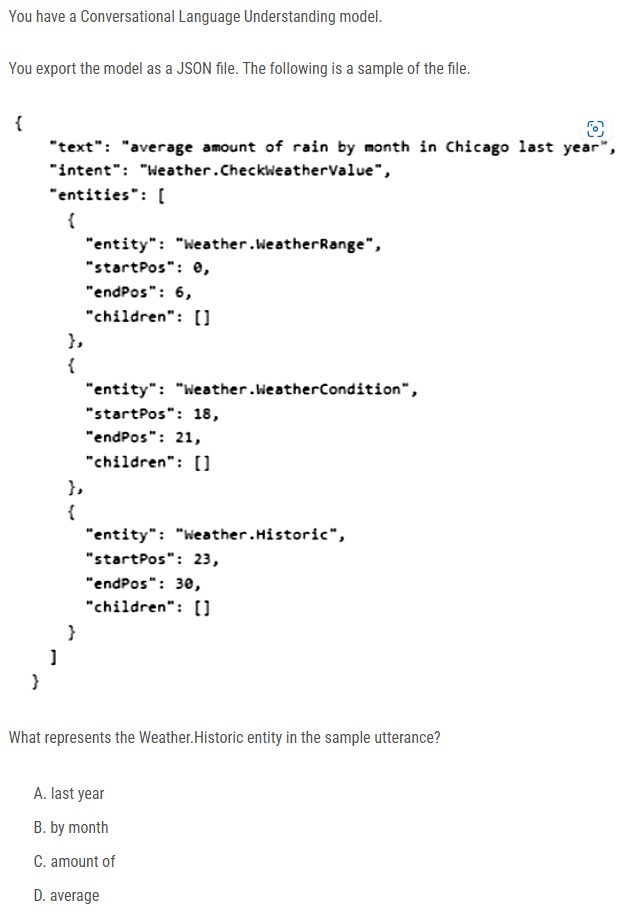 You have a Conversational Language Understanding model.
You export the model as a JSON file. The following is a sample of the file.
{
"text": "average amount of rain by month in Chicago last year",
"intent": "Weather.CheckWeatherValue",
"entities": [
{
"entity": "Weather.WeatherRange",
"startPos": 0,
"endPos": 6,
"children": []
},
{
"entity": "Weather.WeatherCondition",
"startPos": 18,
"endPos": 21,
"children": []
},
{
"entity": "Weather.Historic",
"startPos": 23,
"endPos": 30,
"children": []
}
]
}
What represents the Weather.Historic entity in the sample utterance?
A. last year
B. by month
C. amount of
D. average